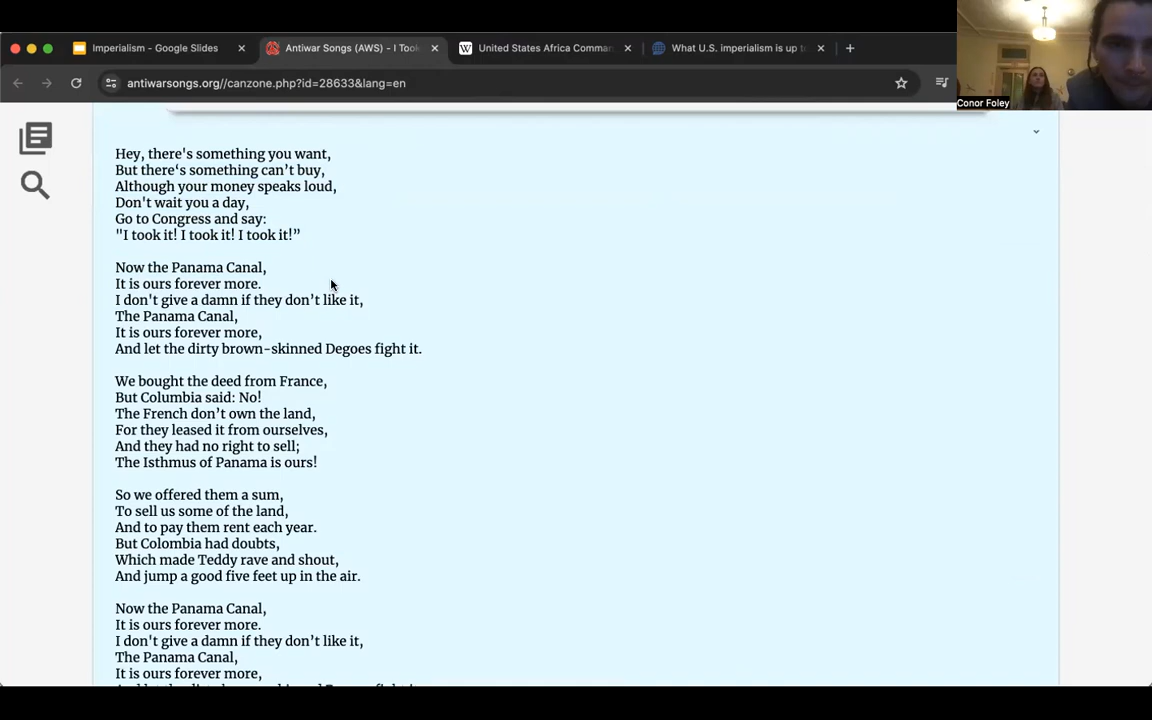 Imperialism - Google Slides
Antiwar Songs (AWS) - I Took
United States Africa Comman
What U.S. imperialism is up t
antiwarsongs.org//canzone.php?id=28633&lang=en
Conor Foley
Hey, there's something you want,
But there‘s something can’t buy,
Although your money speaks loud,
Don't wait you a day,
Go to Congress and say:
"I took it! I took it! I took it!”
Now the Panama Canal,
It is ours forever more.
I don't give a damn if they don’t like it,
The Panama Canal,
It is ours forever more,
And let the dirty brown-skinned Degoes fight it.
We bought the deed from France,
But Columbia said: No!
The French don’t own the land,
For they leased it from ourselves,
And they had no right to sell;
The Isthmus of Panama is ours!
So we offered them a sum,
To sell us some of the land,
And to pay them rent each year.
But Colombia had doubts,
Which made Teddy rave and shout,
And jump a good five feet up in the air.
Now the Panama Canal,
It is ours forever more.
I don't give a damn if they don’t like it,
The Panama Canal,
It is ours forever more,